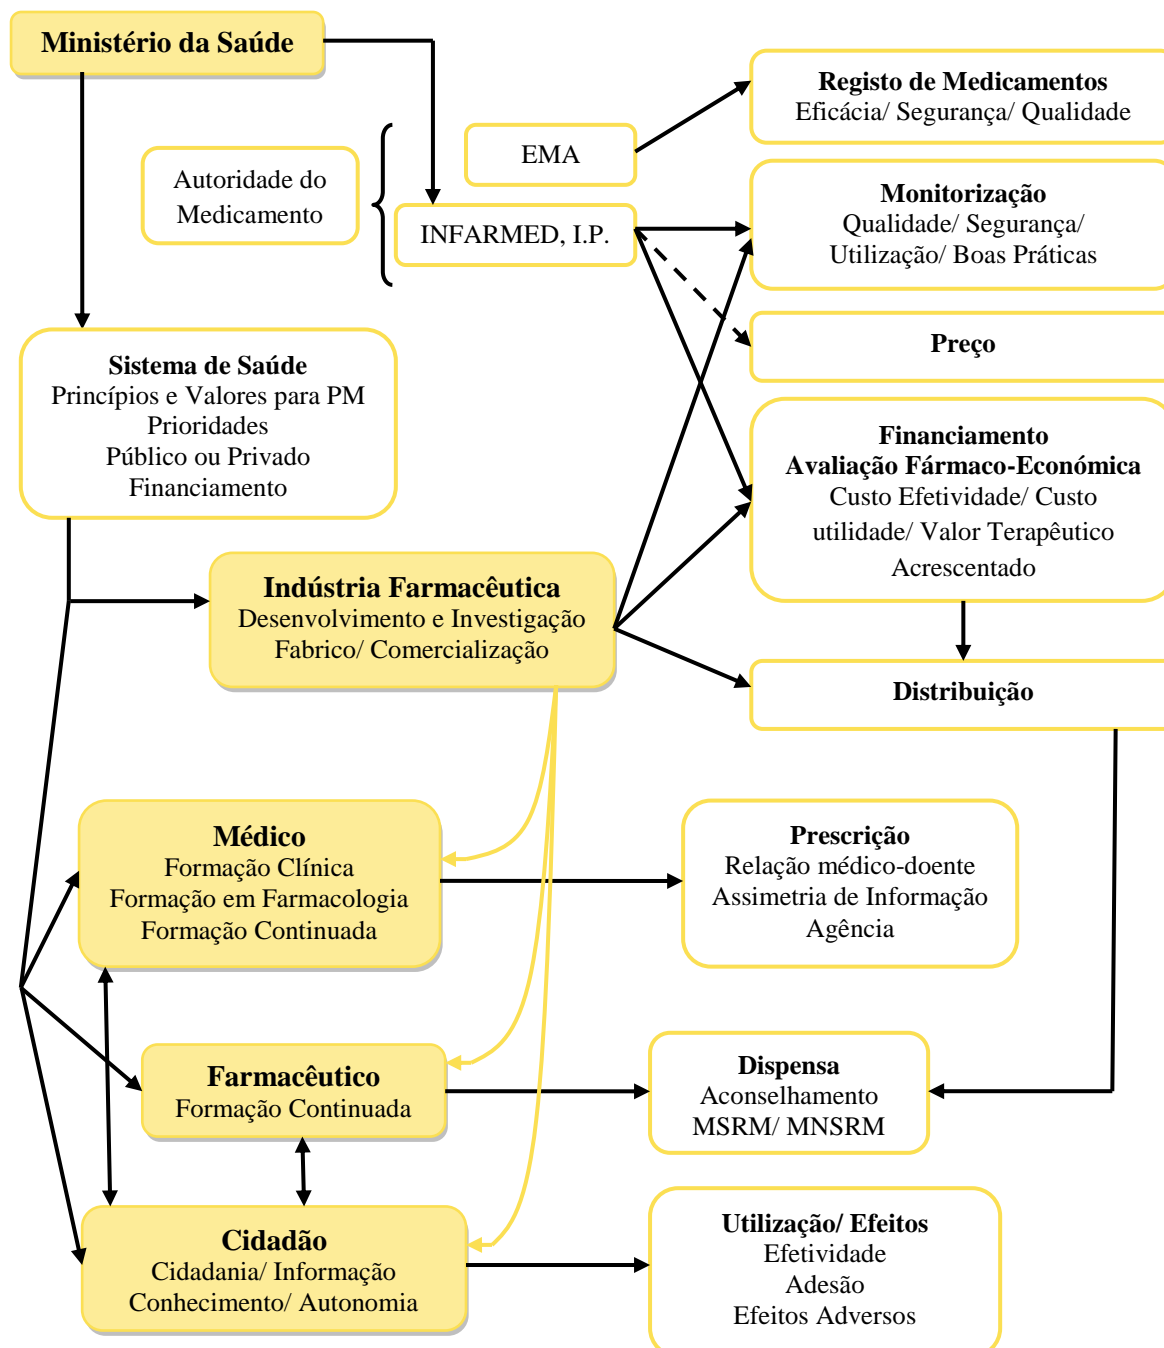 Ministério da Saúde
Registo de Medicamentos
Eficácia/ Segurança/ Qualidade
EMA
Autoridade do
Medicamento
INFARMED, I.P.
Monitorização
Qualidade/ Segurança/
Utilização/ Boas Práticas
Preço
Sistema de Saúde
Princípios e Valores para PM
Prioridades
Público ou Privado
Financiamento
Financiamento
Avaliação Fármaco-Económica
Custo Efetividade/ Custo
utilidade/ Valor Terapêutico
Acrescentado
Indústria Farmacêutica
Desenvolvimento e Investigação
Fabrico/ Comercialização
Distribuição
Médico
Formação Clínica
Formação em Farmacologia
Formação Continuada
Prescrição
Relação médico-doente
Assimetria de Informação
Agência
Farmacêutico
Formação Continuada
Dispensa
Aconselhamento
MSRM/ MNSRM
Cidadão
Cidadania/ Informação
Conhecimento/ Autonomia
Utilização/ Efeitos
Efetividade
Adesão
Efeitos Adversos